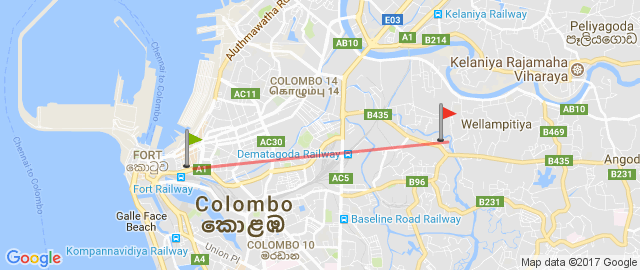 Kelaniya Railway
E03
Peliyagoda
පෑලියගොඩ
Aluthmawatha Rd
A1
AB10
B214
Kelaniya Rajamaha
Viharaya
Chennai to Colombo
Chennai to Colombo
COLOMBO 14
கொழும்பு 14
AC11
B435
AB10
Wellampitiya
B469
AC30
FORT
කොටුව
A1
Dematagoda Railway
B435
Angod
Fort Railway
AC5
B96
B231
B231
Colombo
කොළඹ
Galle Face
Beach
Baseline Road Railway
Union Pl
COLOMBO 10
මරදාන
Kompannavidiya Railway
A4
Google
Map data ©2017 Google